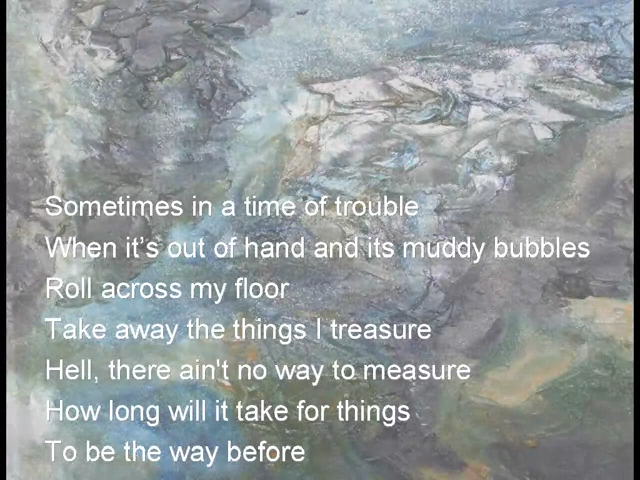 Sometimes in a time of trouble
When it's out of hand and its muddy bubbles
Roll across my floor
Take away the things I treasure
Hell, there ain't no way to measure
How long will it take for things
To be the way before